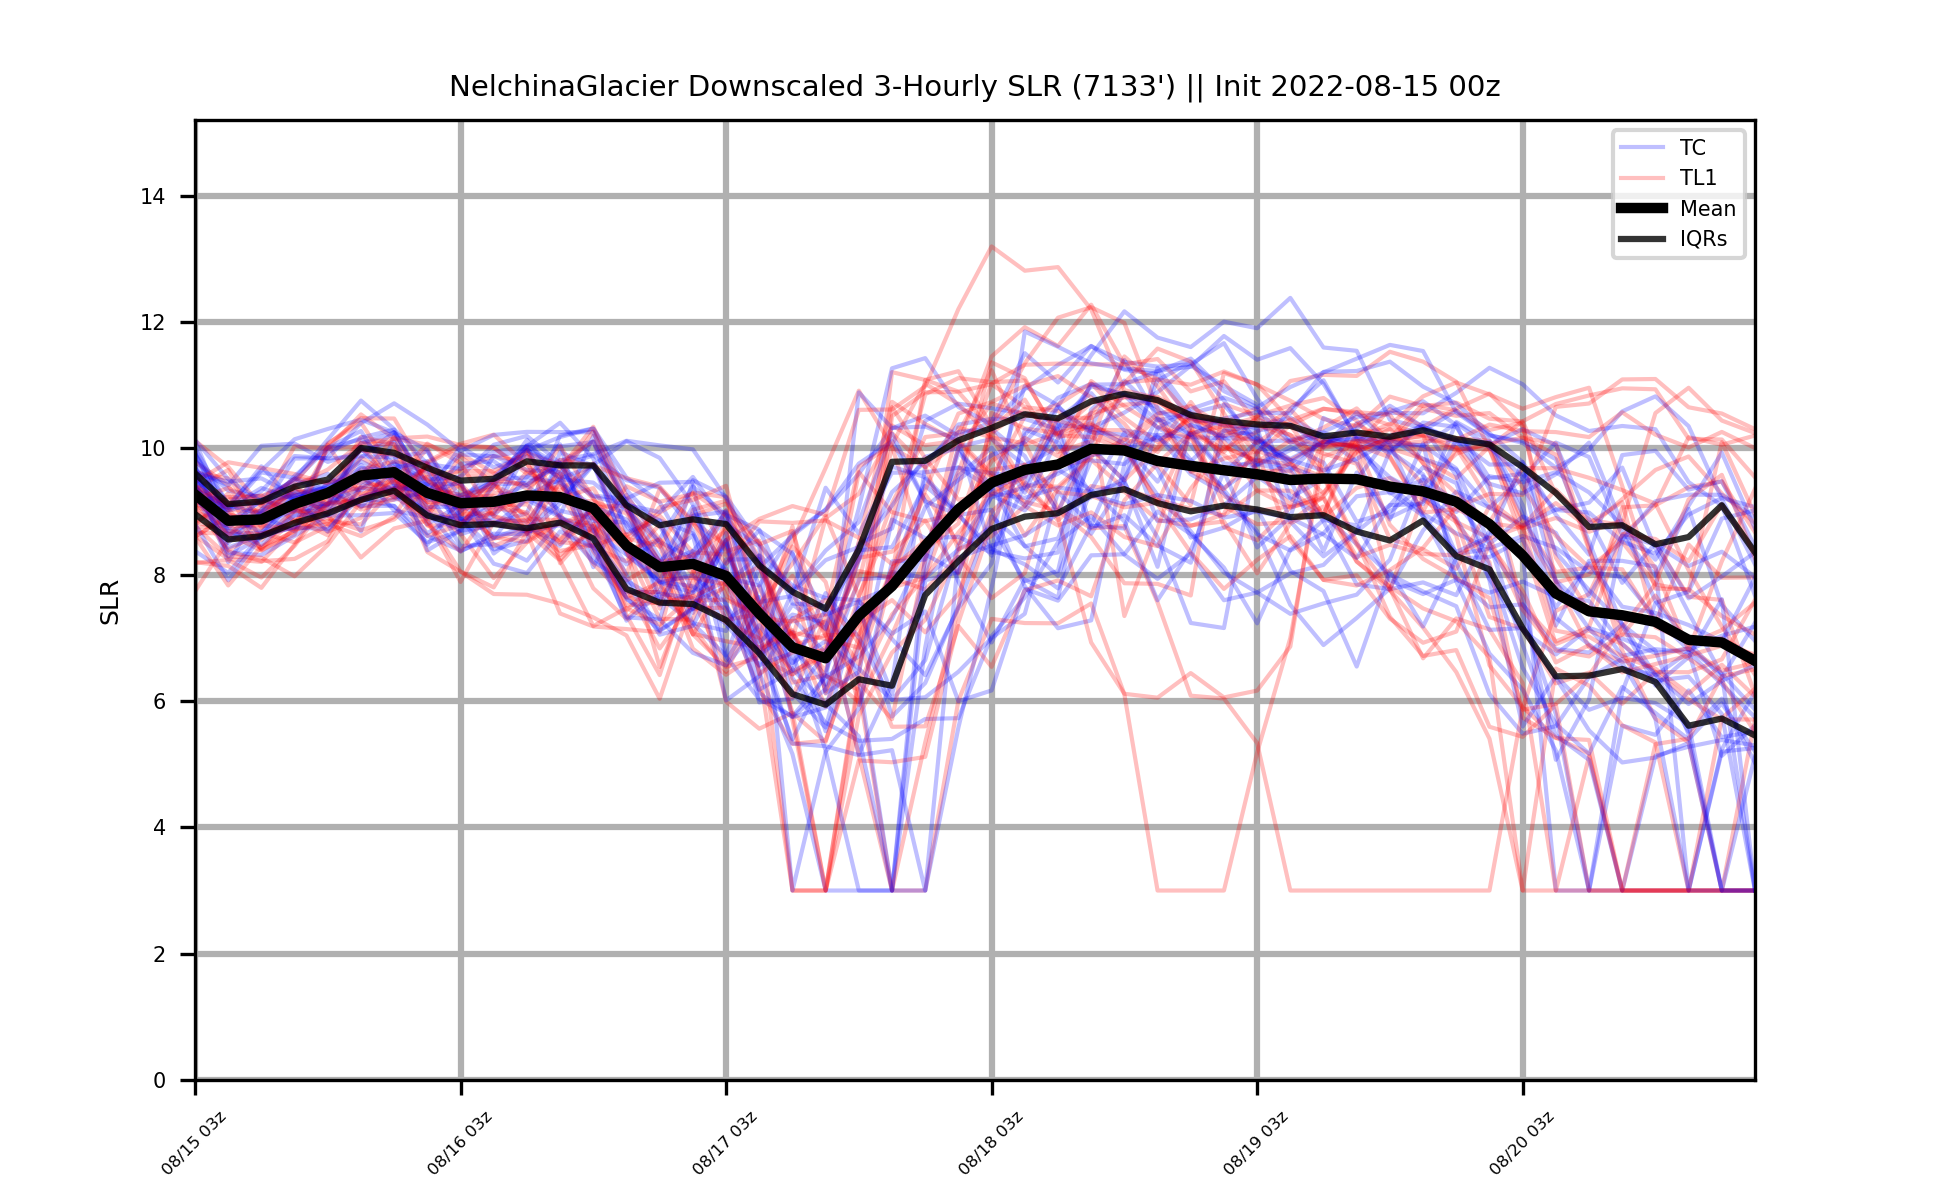 NelchinaGlacier Downscaled 3-Hourly SLR (7133') || Init 2022-08-15 00z
TC
TL1
Mean
IQRs
SLR
14
12
10
8
6
4
2
0
08/15 03z
08/16 03z
08/17 03z
08/18 03z
08/19 03z
08/20 03z